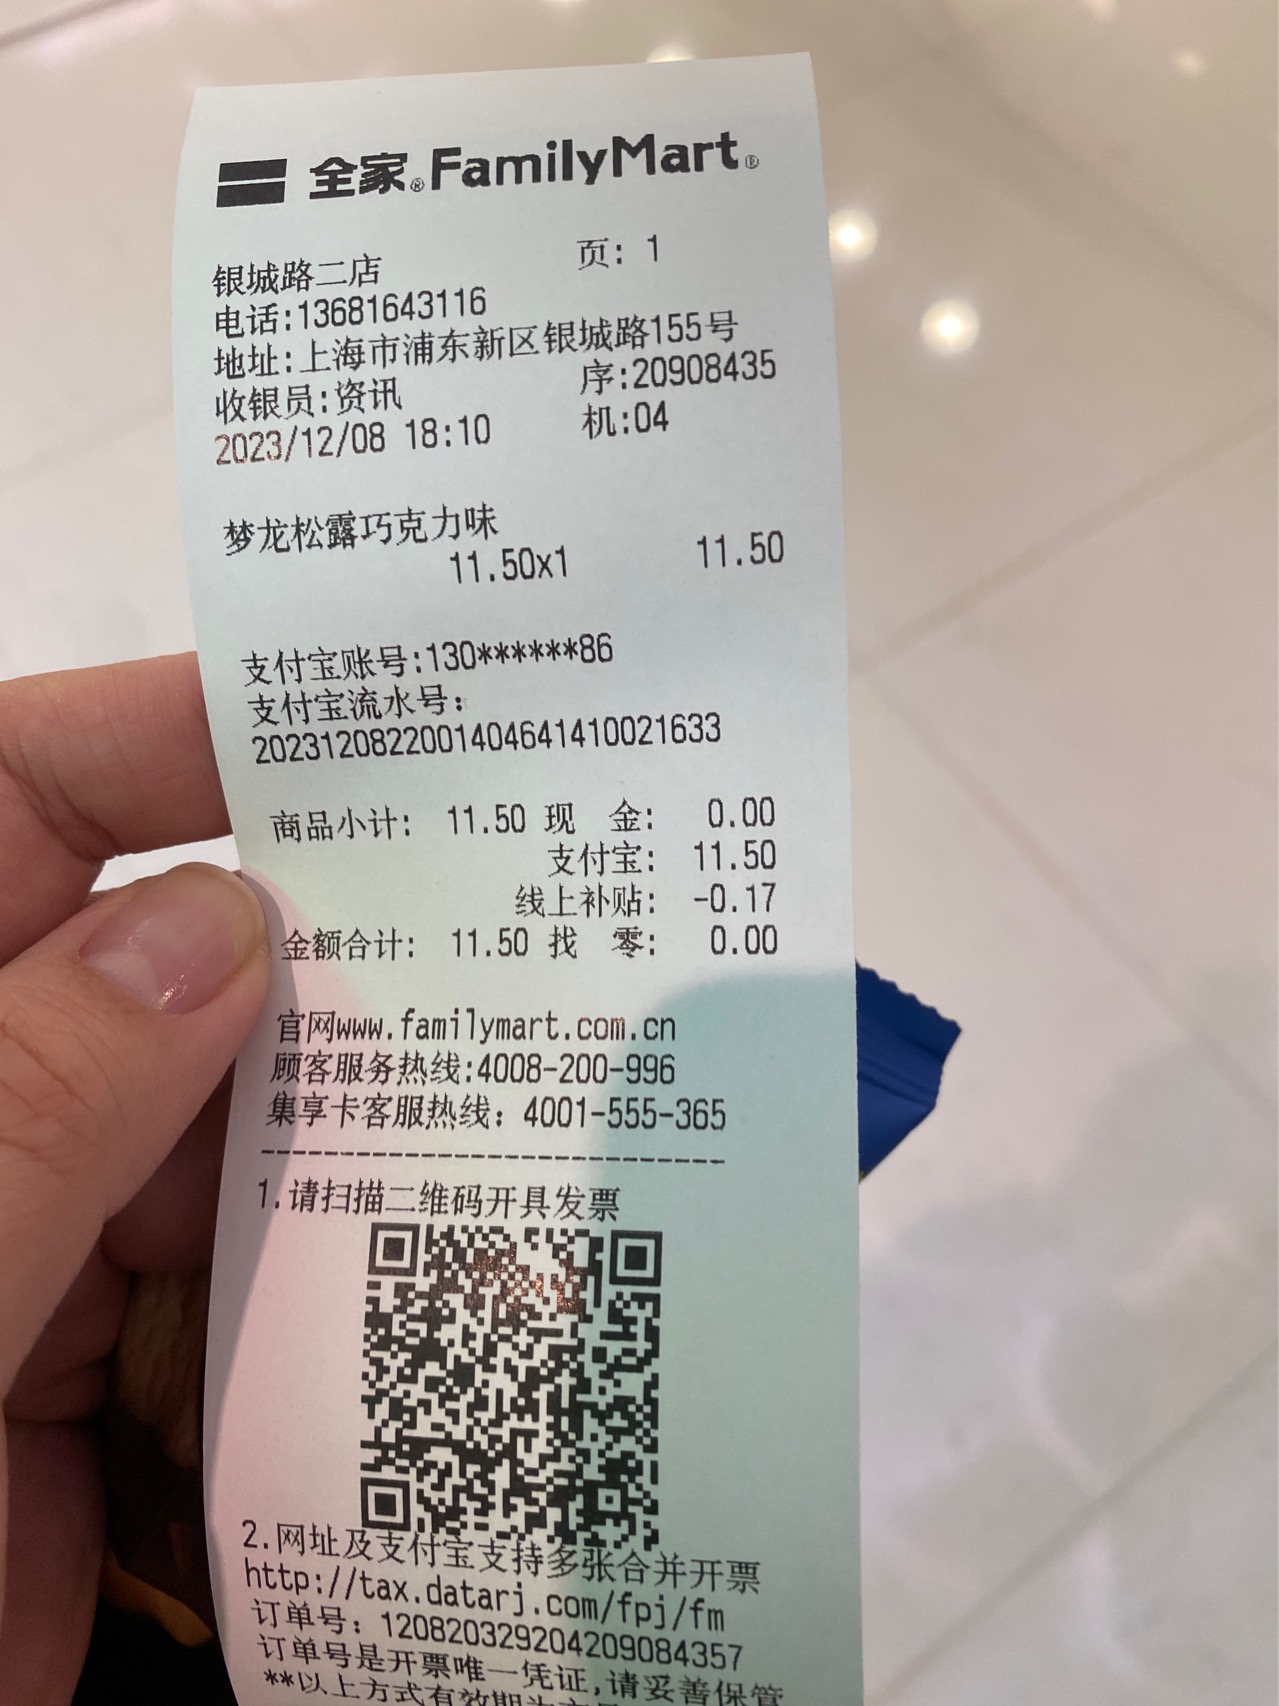 全家®FamilyMart®
银城路二店 页: 1
电话:13681643116
地址:上海市浦东新区银城路155号
收银员:资讯 序:20908435
2023/12/08 18:10 机:04
梦龙松露巧克力味
11.50x1 11.50
支付宝账号:130******86
支付宝流水号:
2023120822001404641410021633
商品小计: 11.50 现 金: 0.00
支付宝: 11.50
线上补贴: -0.17
金额合计: 11.50 找 零: 0.00
官网www.familymart.com.cn
顾客服务热线:4008-200-996
集享卡客服热线: 4001-555-365
------------------------------
1.请扫描二维码开具发票
2.网址及支付宝支持多张合并开票
http://tax.datarj.com/fpj/fm
订单号: 120820329204209084357
订单号是开票唯一凭证,请妥善保管
**以上方式有效期为